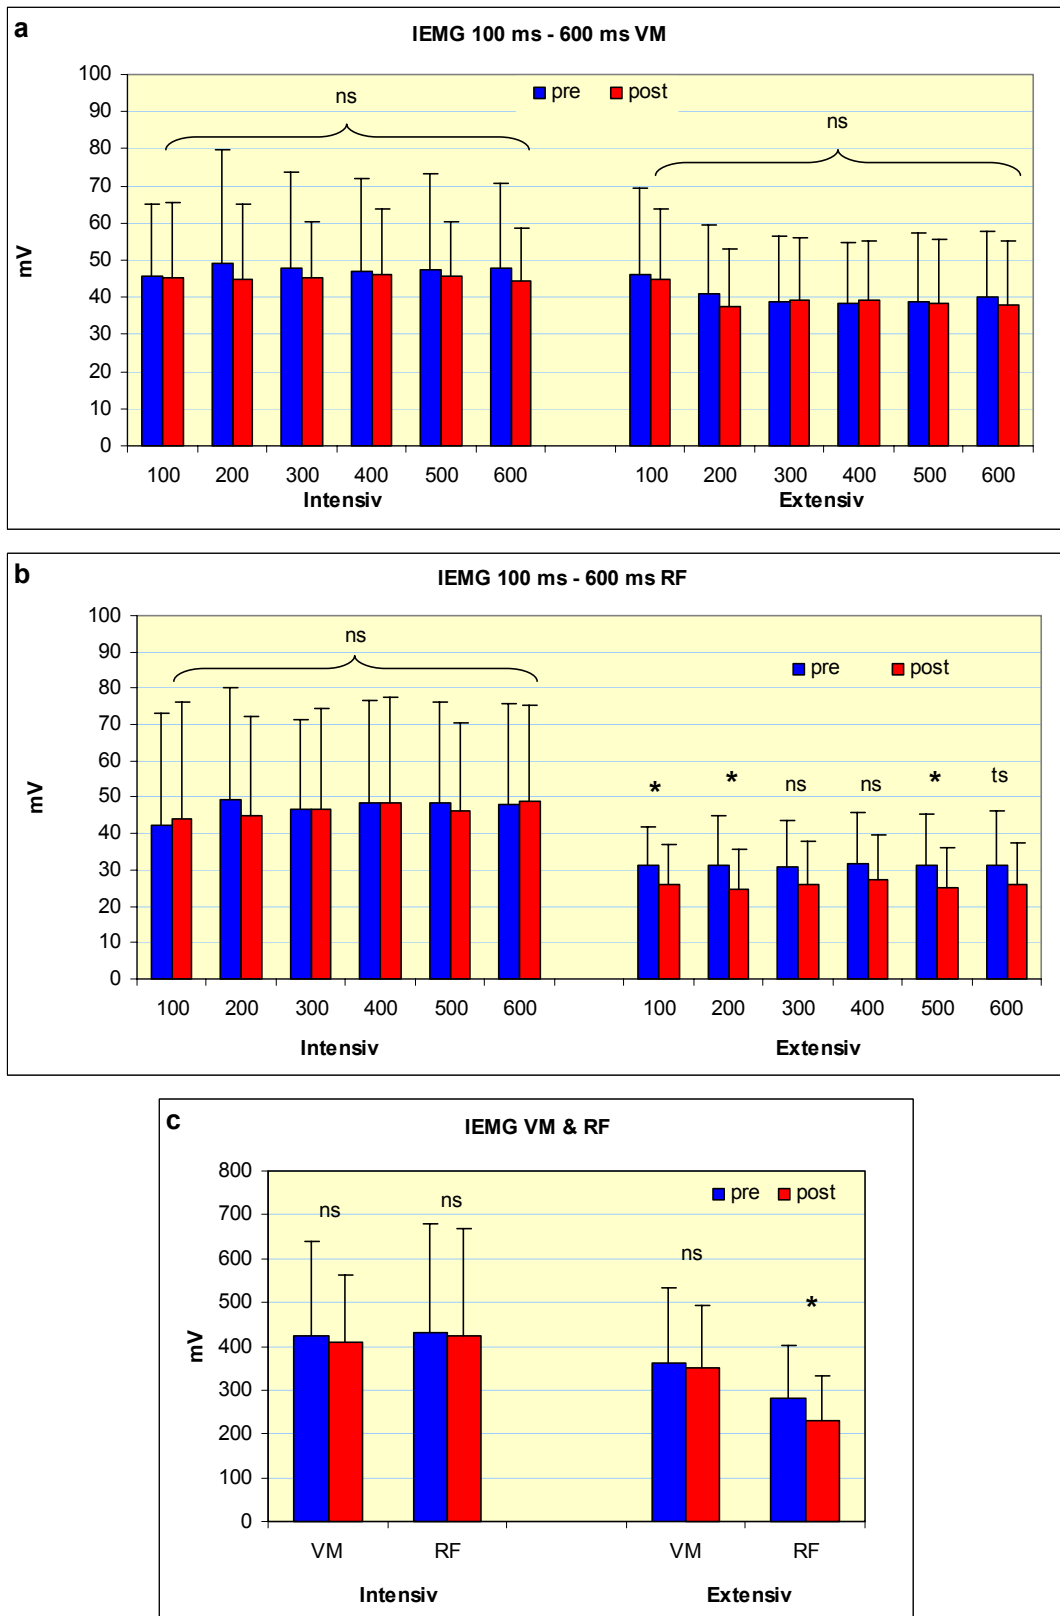 a
IEMG 100 ms - 600 ms VM
pre post
ns
ns
mV
100
90
80
70
60
50
40
30
20
10
0
100 200 300 400 500 600 100 200 300 400 500 600
Intensiv Extensiv
b
IEMG 100 ms - 600 ms RF
ns
pre post
* * ns ns * ts
mV
100
90
80
70
60
50
40
30
20
10
0
100 200 300 400 500 600 100 200 300 400 500 600
Intensiv Extensiv
c
IEMG VM & RF
pre post
ns ns ns *
mV
800
700
600
500
400
300
200
100
0
VM RF VM RF
Intensiv Extensiv